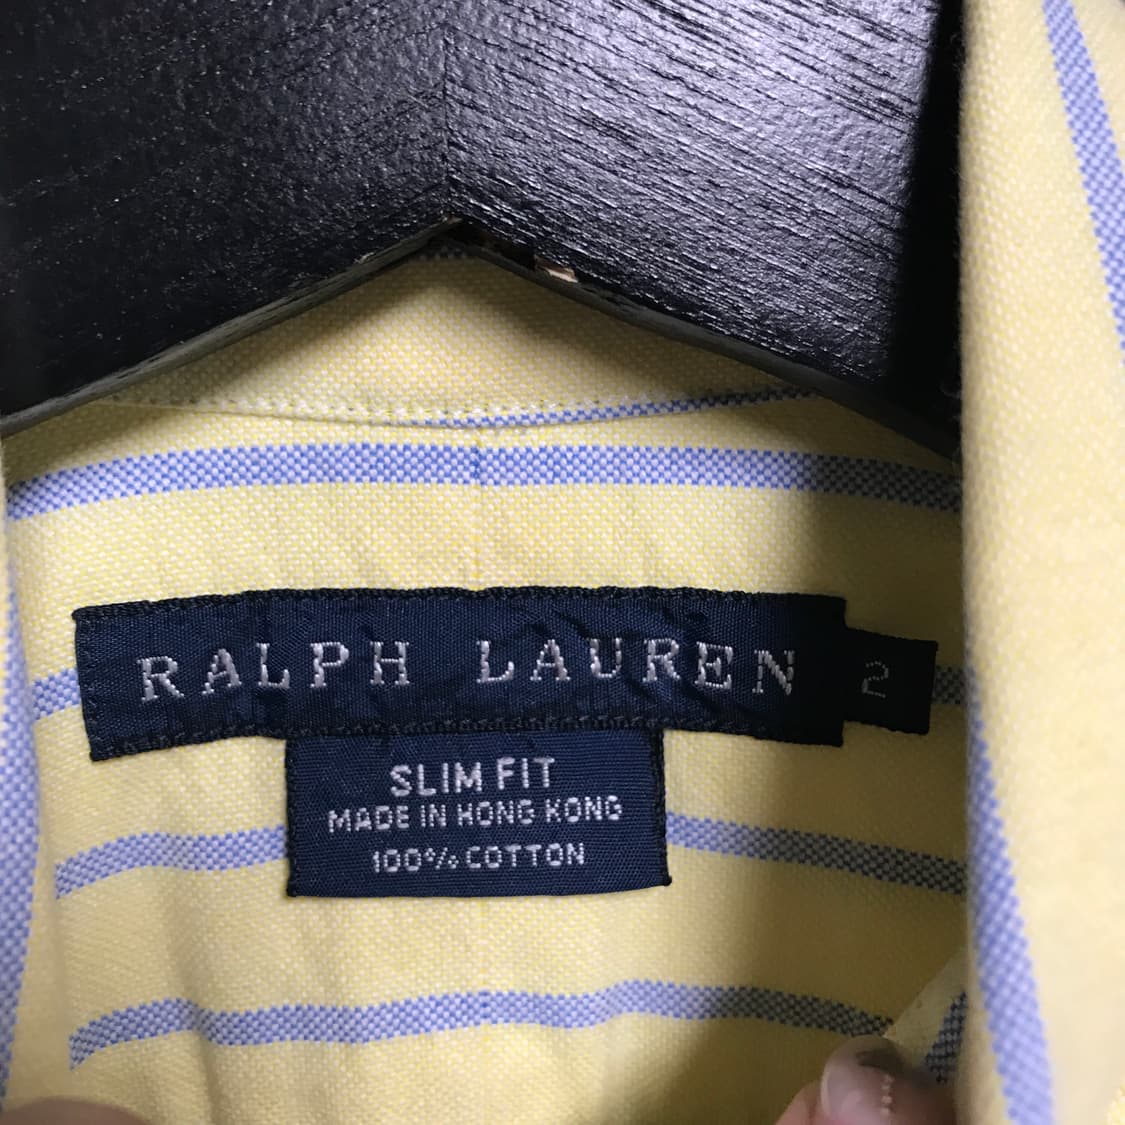 RALPH LAUREN 2
SLIM FIT
MADE IN HONG KONG
100% COTTON